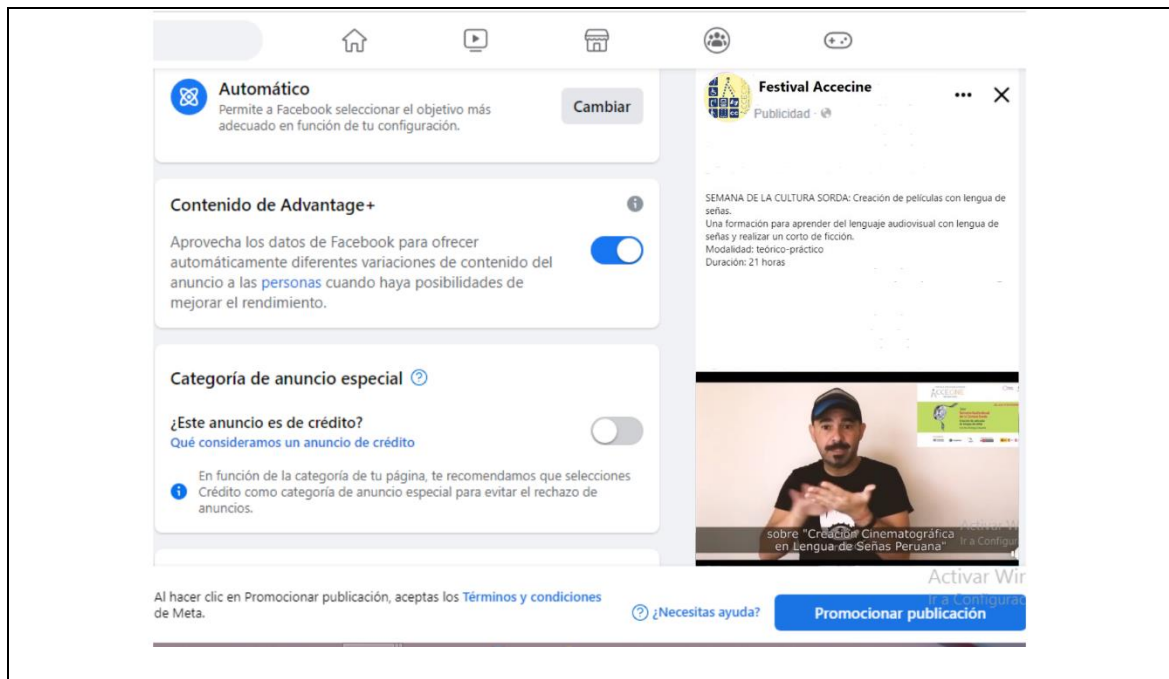 Automático
Permite a Facebook seleccionar el objetivo más
adecuado en función de tu configuración.
Cambiar
Contenido de Advantage+
Aprovecha los datos de Facebook para ofrecer
automáticamente diferentes variaciones de contenido del
anuncio a las personas cuando haya posibilidades de
mejorar el rendimiento.
Categoría de anuncio especial
¿Este anuncio es de crédito?
Qué consideramos un anuncio de crédito
En función de la categoría de tu página, te recomendamos que selecciones
Crédito como categoría de anuncio especial para evitar el rechazo de
anuncios.
Al hacer clic en Promocionar publicación, aceptas los Términos y condiciones
de Meta.
¿Necesitas ayuda?
Promocionar publicación
Festival Accecine
Publicidad
SEMANA DE LA CULTURA SORDA: Creación de películas con lengua de
señas.
Una formación para aprender del lenguaje audiovisual con lengua de
señas y realizar un corto de ficción.
Modalidad: teórico-práctico
Duración: 21 horas
ACCECINE
sobre "Creación Cinematográfica
en Lengua de Señas Peruana"
Activar Wi
Ir a Configu
Activar Wir
Ir a Configurac